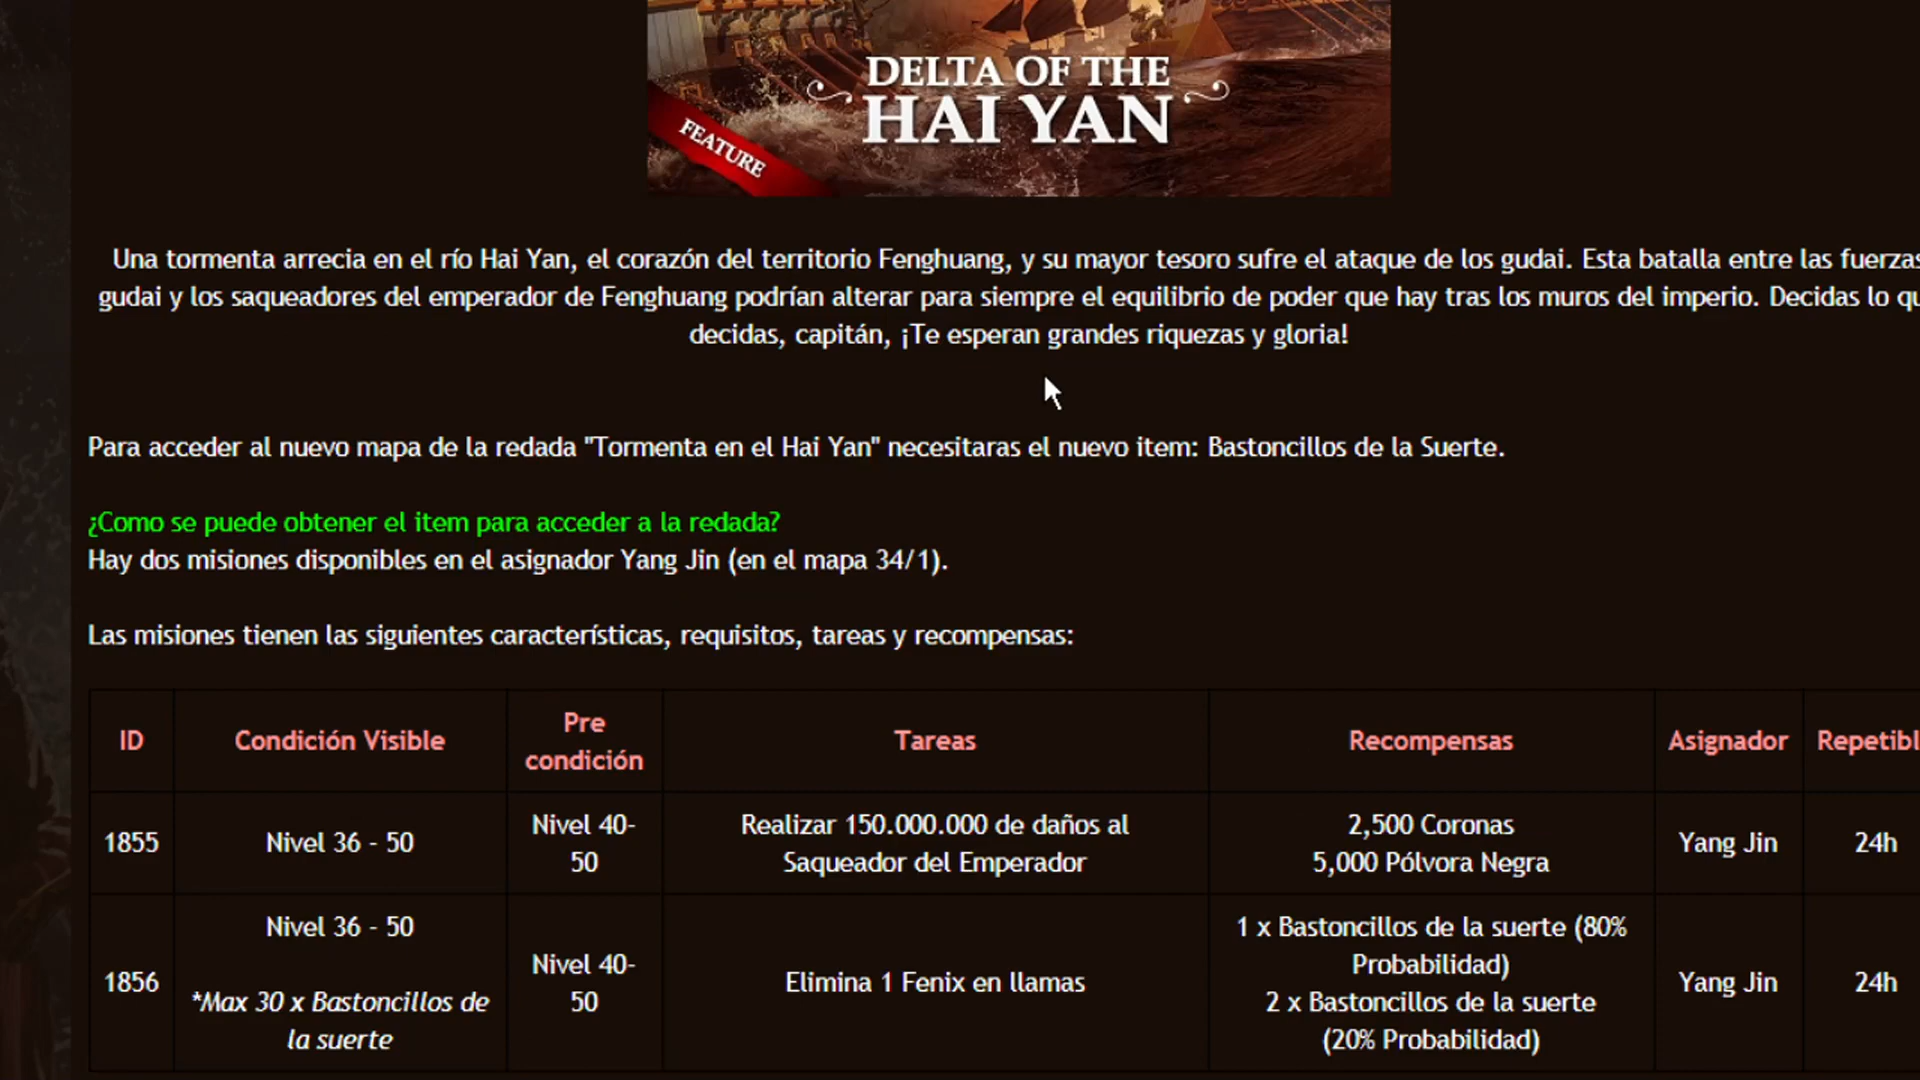 DELTA OF THE
HAI YAN
FEATURE
Una tormenta arrecia en el río Hai Yan, el corazón del territorio Fenghuang, y su mayor tesoro sufre el ataque de los gudai. Esta batalla entre las fuerzas
gudai y los saqueadores del emperador de Fenghuang podrían alterar para siempre el equilibrio de poder que hay tras los muros del imperio. Decidas lo qu
decidas, capitán, ¡Te esperan grandes riquezas y gloria!
Para acceder al nuevo mapa de la redada "Tormenta en el Hai Yan" necesitaras el nuevo item: Bastoncillos de la Suerte.
¿Como se puede obtener el item para acceder a la redada?
Hay dos misiones disponibles en el asignador Yang Jin (en el mapa 34/1).
Las misiones tienen las siguientes características, requisitos, tareas y recompensas:
ID Condición Visible Pre condición Tareas Recompensas Asignador Repetibl
1855 Nivel 36 - 50 Nivel 40-50 Realizar 150.000.000 de daños al Saqueador del Emperador 2,500 Coronas 5,000 Pólvora Negra Yang Jin 24h
1856 Nivel 36 - 50 *Max 30 x Bastoncillos de la suerte Nivel 40-50 Elimina 1 Fenix en llamas 1 x Bastoncillos de la suerte (80% Probabilidad) 2 x Bastoncillos de la suerte (20% Probabilidad) Yang Jin 24h